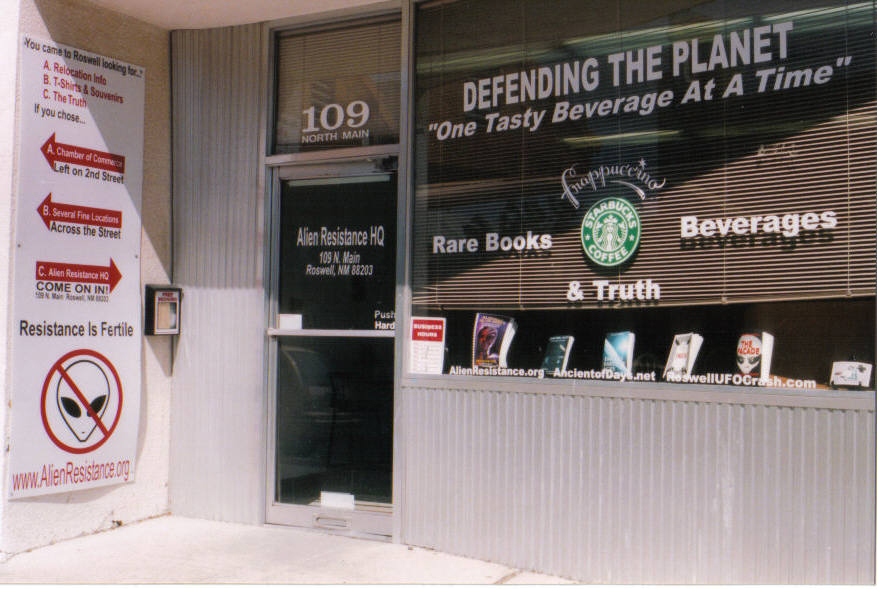 "You came to Roswell looking for..."
A. Relocation Info
B. T-Shirts & Souvenirs
C. The Truth
If you chose...
A. Chamber of Commerce
Left on 2nd Street
B. Several Fine Locations
Across the Street
C. Alien Resistance HQ
COME ON IN!
109 N. Main Roswell, NM 88203
Resistance Is Fertile
www.AlienResistance.org
109
NORTH MAIN
Alien Resistance HQ
109 N. Main
Roswell, NM 88203
Push
Hard
DEFENDING THE PLANET
"One Tasty Beverage At A Time"
frappuccino
STARBUCKS
COFFEE
Rare Books
Beverages
& Truth
BUSINESS
HOURS
THE
FACADE
AlienResistance.org AncientofDays.net RoswellUFOCrash.com